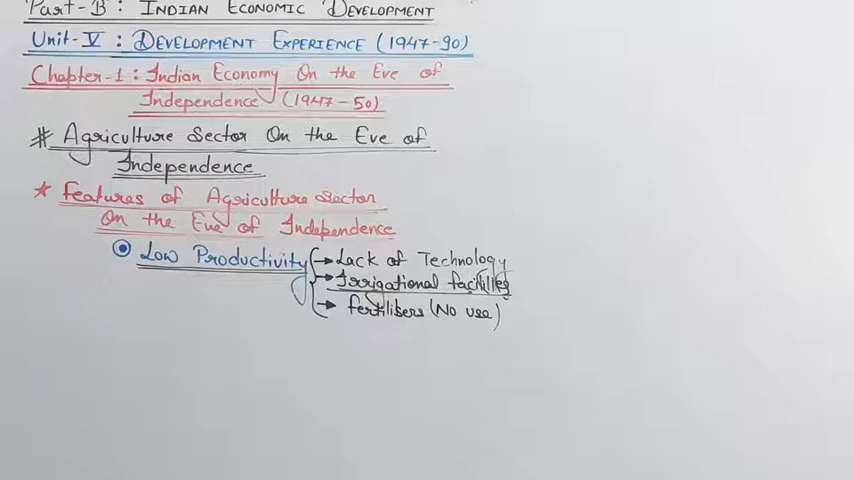 Part-B : Indian Economic Development
Unit-V : Development Experience (1947-90)
Chapter-1 : Indian Economy On the Eve of
Independence (1947-50)
# Agriculture Sector On the Eve of
Independence
* Features of Agriculture Sector
On the Eve of Independence
Low Productivity → Lack of Technology
→ Irrigational facilities
→ fertilisers (No use)